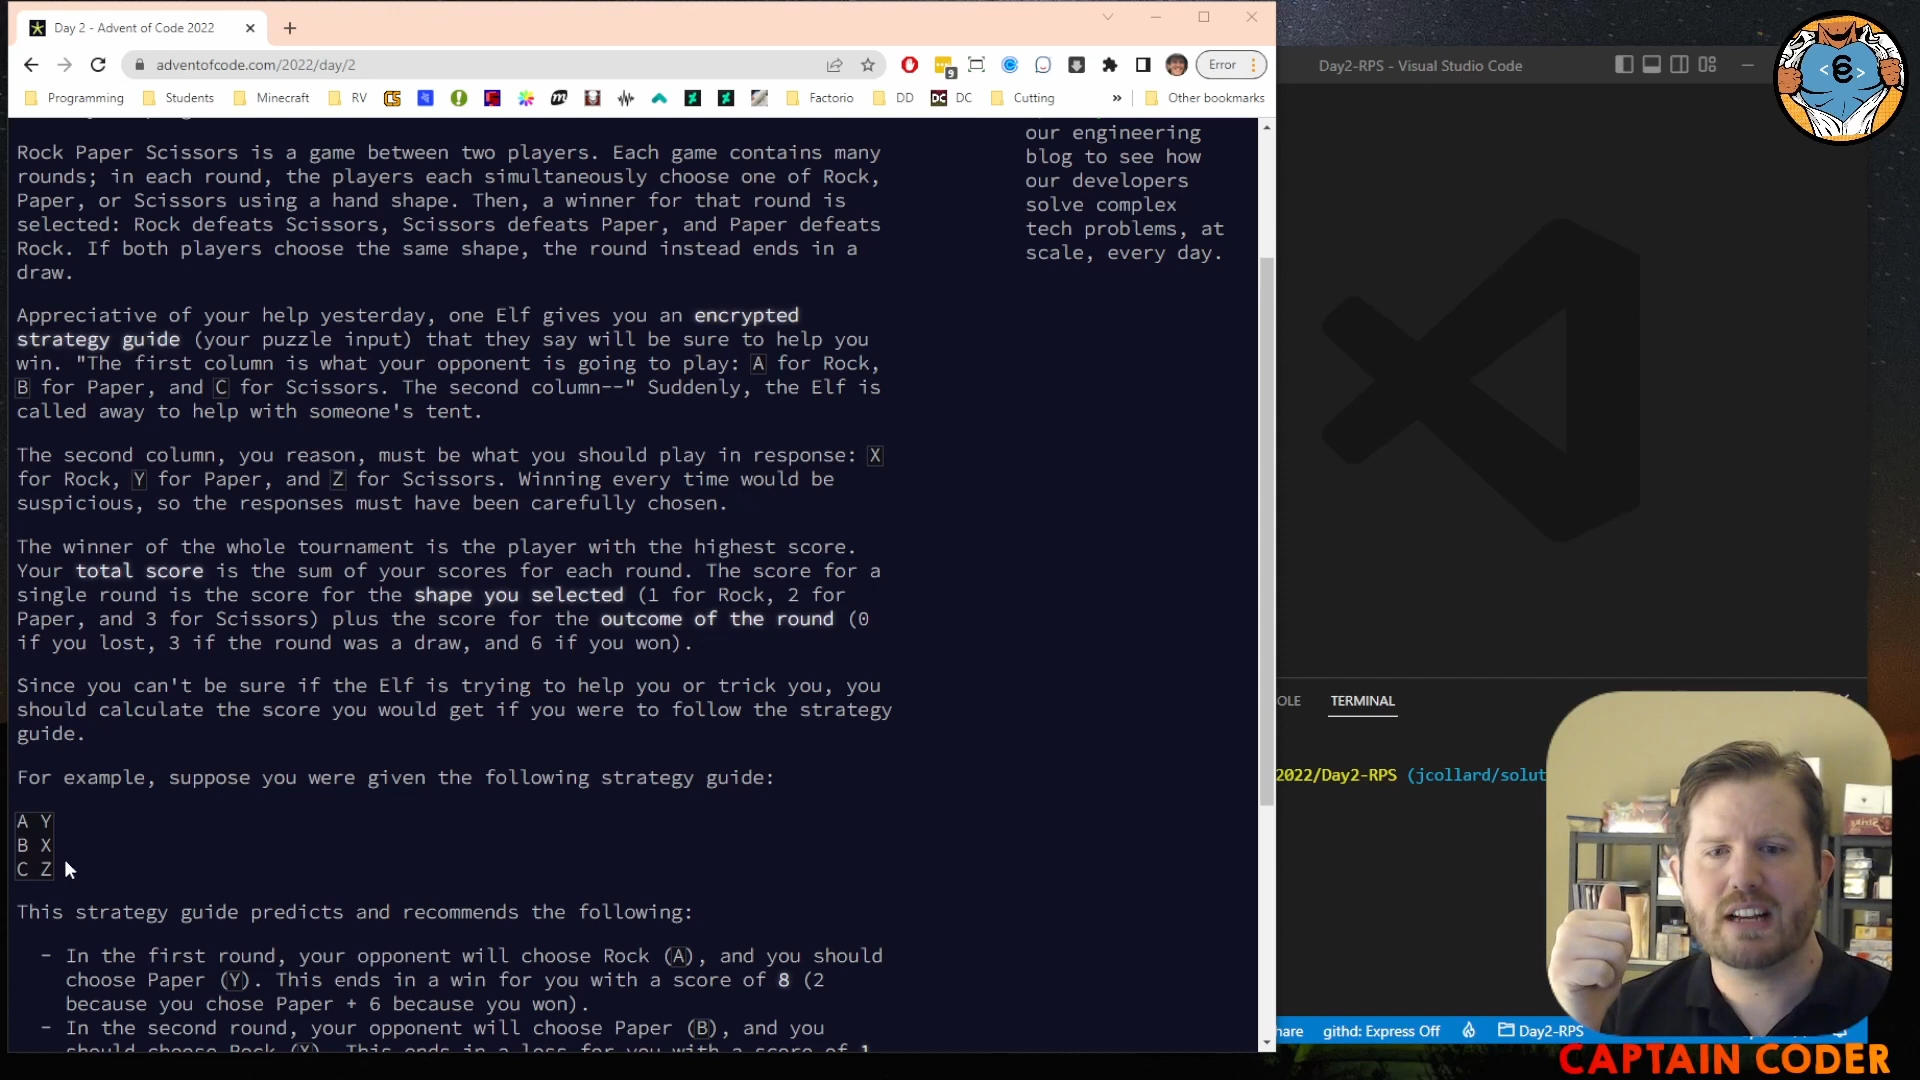 Day 2 - Advent of Code 2022
adventofcode.com/2022/day/2
Error
Programming Students Minecraft RV Factorio DD DC DC Cutting » Other bookmarks
Rock Paper Scissors is a game between two players. Each game contains many
rounds; in each round, the players each simultaneously choose one of Rock,
Paper, or Scissors using a hand shape. Then, a winner for that round is
selected: Rock defeats Scissors, Scissors defeats Paper, and Paper defeats
Rock. If both players choose the same shape, the round instead ends in a
draw.
Appreciative of your help yesterday, one Elf gives you an encrypted
strategy guide (your puzzle input) that they say will be sure to help you
win. "The first column is what your opponent is going to play: A for Rock,
B for Paper, and C for Scissors. The second column--" Suddenly, the Elf is
called away to help with someone's tent.
The second column, you reason, must be what you should play in response: X
for Rock, Y for Paper, and Z for Scissors. Winning every time would be
suspicious, so the responses must have been carefully chosen.
The winner of the whole tournament is the player with the highest score.
Your total score is the sum of your scores for each round. The score for a
single round is the score for the shape you selected (1 for Rock, 2 for
Paper, and 3 for Scissors) plus the score for the outcome of the round (0
if you lost, 3 if the round was a draw, and 6 if you won).
Since you can't be sure if the Elf is trying to help you or trick you, you
should calculate the score you would get if you were to follow the strategy
guide.
For example, suppose you were given the following strategy guide:
A Y
B X
C Z
This strategy guide predicts and recommends the following:
- In the first round, your opponent will choose Rock (A), and you should
choose Paper (Y). This ends in a win for you with a score of 8 (2
because you chose Paper + 6 because you won).
- In the second round, your opponent will choose Paper (B), and you
should choose Rock (X). This ends in a loss for you with a score of 1
our engineering
blog to see how
our developers
solve complex
tech problems, at
scale, every day.
Day2-RPS - Visual Studio Code
OLE TERMINAL
2022/Day2-RPS (jcollard/solut
hare githd: Express Off Day2-RPS
CAPTAIN CODER